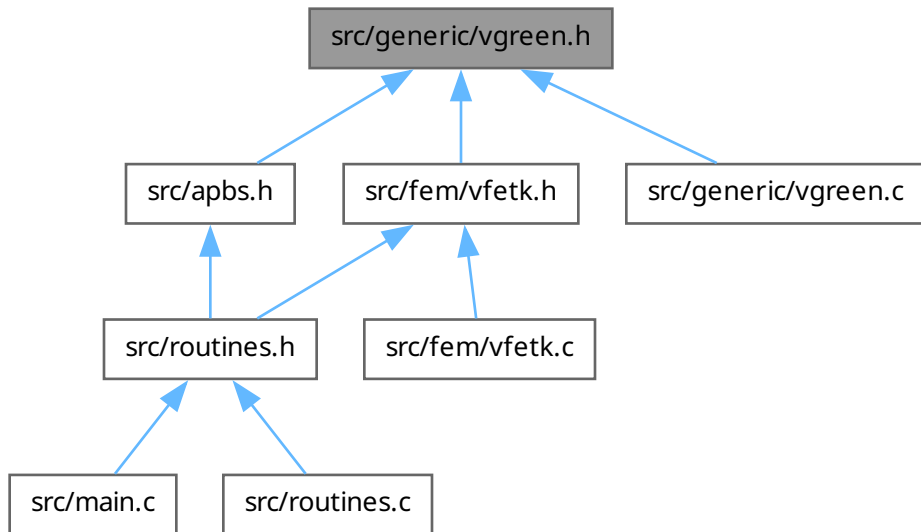 src/generic/vgreen.h
src/apbs.h
src/fem/vfetk.h
src/generic/vgreen.c
src/routines.h
src/fem/vfetk.c
src/main.c
src/routines.c